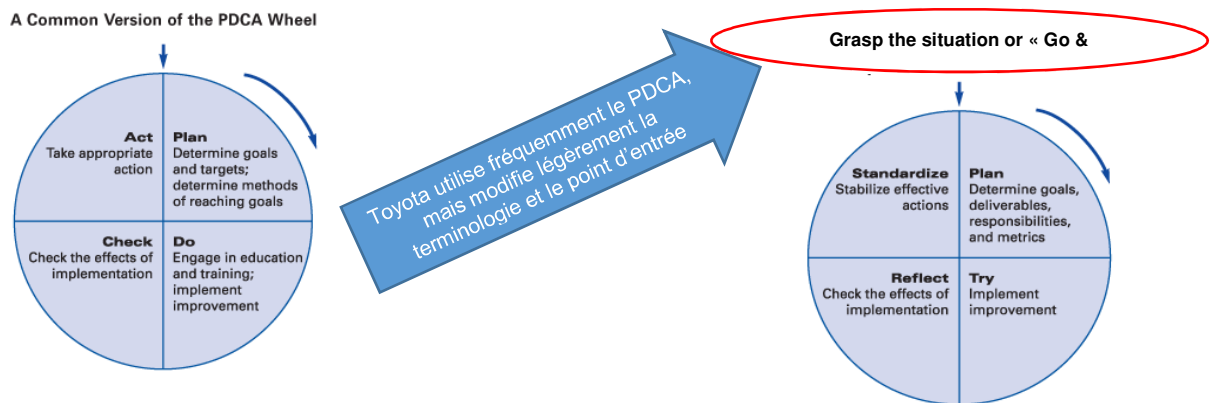 A Common Version of the PDCA Wheel
Act
Take appropriate
action
Plan
Determine goals
and targets;
determine methods
of reaching goals
Check
Check the effects of
implementation
Do
Engage in education
and training;
implement
improvement
Toyota utilise fréquemment le PDCA,
mais modifie légèrement la
terminologie et le point d’entrée
Grasp the situation or « Go &
Standardize
Stabilize effective
actions
Plan
Determine goals,
deliverables,
responsibilities,
and metrics
Reflect
Check the effects of
implementation
Try
Implement
improvement